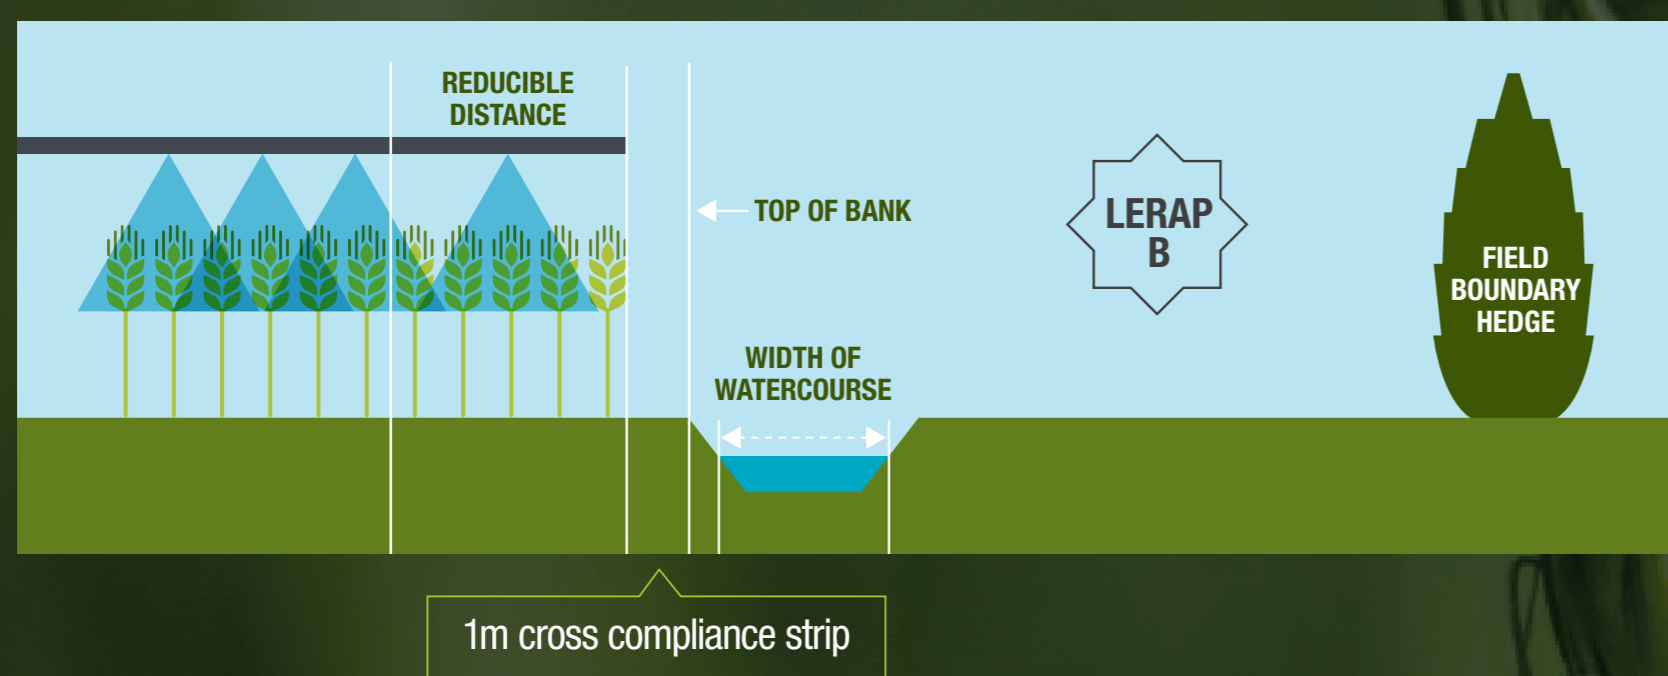 REDUCIBLE
DISTANCE
TOP OF BANK
LERAP
B
FIELD
BOUNDARY
HEDGE
WIDTH OF
WATERCOURSE
1m cross compliance strip